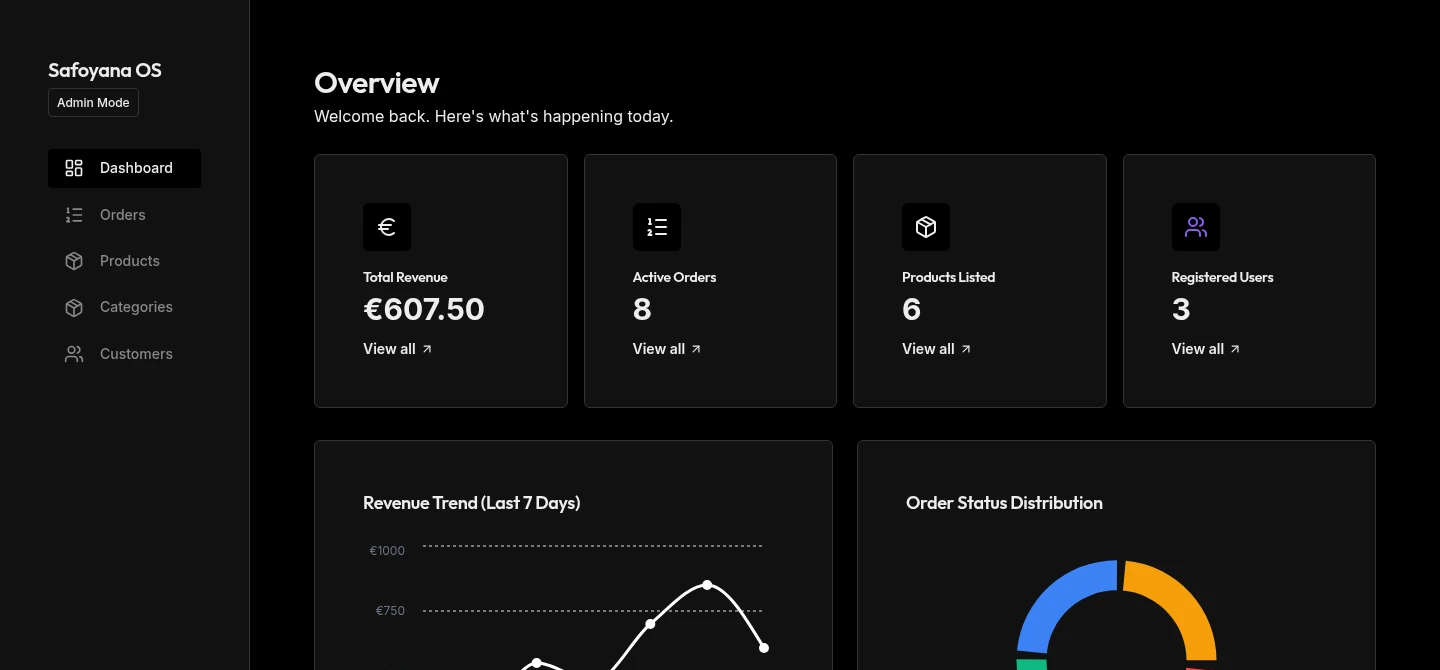 Safoyana OS
Admin Mode
Dashboard
Orders
Products
Categories
Customers
Overview
Welcome back. Here's what's happening today.
Total Revenue
€607.50
View all
Active Orders
8
View all
Products Listed
6
View all
Registered Users
3
View all
Revenue Trend (Last 7 Days)
€1000
€750
Order Status Distribution